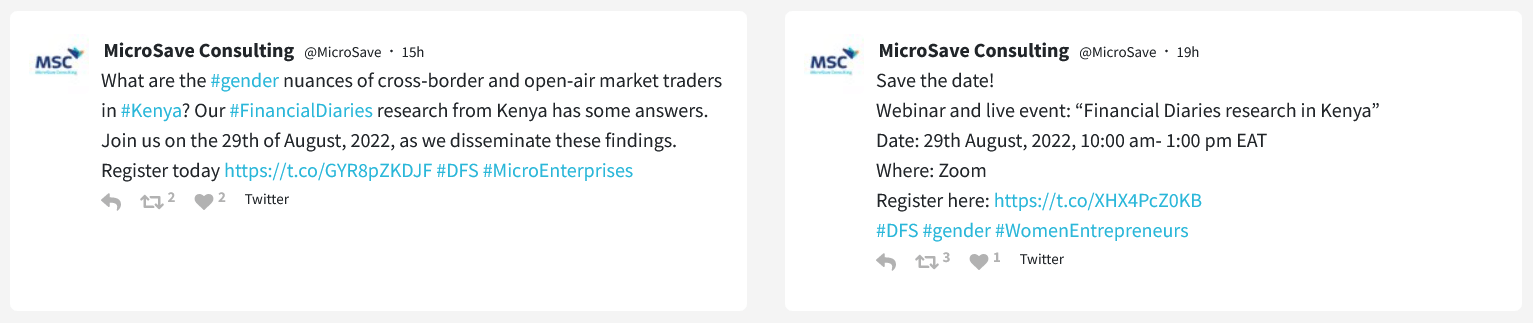 MSC
MicroSave Consulting
MicroSave Consulting @MicroSave · 15h
What are the #gender nuances of cross-border and open-air market traders
in #Kenya? Our #FinancialDiaries research from Kenya has some answers.
Join us on the 29th of August, 2022, as we disseminate these findings.
Register today https://t.co/GYR8pZKDJF #DFS #MicroEnterprises
2 2 Twitter
MSC
MicroSave Consulting
MicroSave Consulting @MicroSave · 19h
Save the date!
Webinar and live event: “Financial Diaries research in Kenya”
Date: 29th August, 2022, 10:00 am- 1:00 pm EAT
Where: Zoom
Register here: https://t.co/XHX4PcZ0KB
#DFS #gender #WomenEntrepreneurs
3 1 Twitter